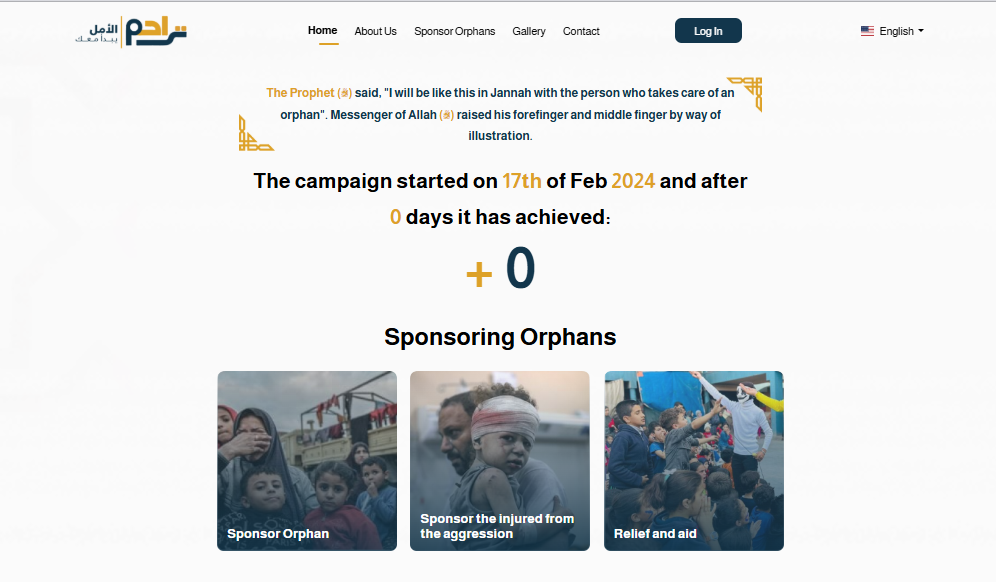 الأمل
يبدأ معك
تراحم
Home
About Us
Sponsor Orphans
Gallery
Contact
Log In
English
The Prophet (ﷺ) said, "I will be like this in Jannah with the person who takes care of an
orphan". Messenger of Allah (ﷺ) raised his forefinger and middle finger by way of
illustration.
The campaign started on 17th of Feb 2024 and after
0 days it has achieved:
+ 0
Sponsoring Orphans
Sponsor Orphan
Sponsor the injured from
the aggression
Relief and aid